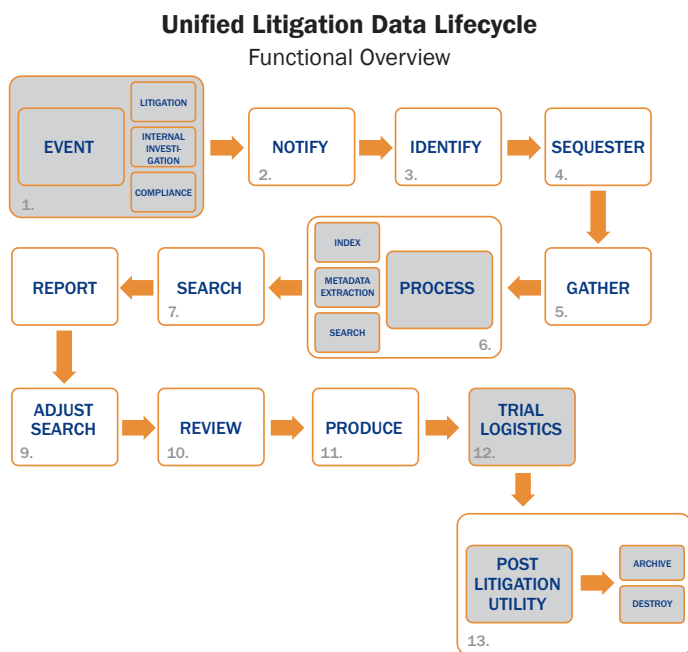 Unified Litigation Data Lifecycle
Functional Overview
EVENT
LITIGATION
INTERNAL
INVESTI-
GATION
COMPLIANCE
1.
NOTIFY
2.
IDENTIFY
3.
SEQUESTER
4.
GATHER
5.
PROCESS
INDEX
METADATA
EXTRACTION
SEARCH
6.
SEARCH
7.
REPORT
ADJUST
SEARCH
9.
REVIEW
10.
PRODUCE
11.
TRIAL
LOGISTICS
12.
POST
LITIGATION
UTILITY
ARCHIVE
DESTROY
13.